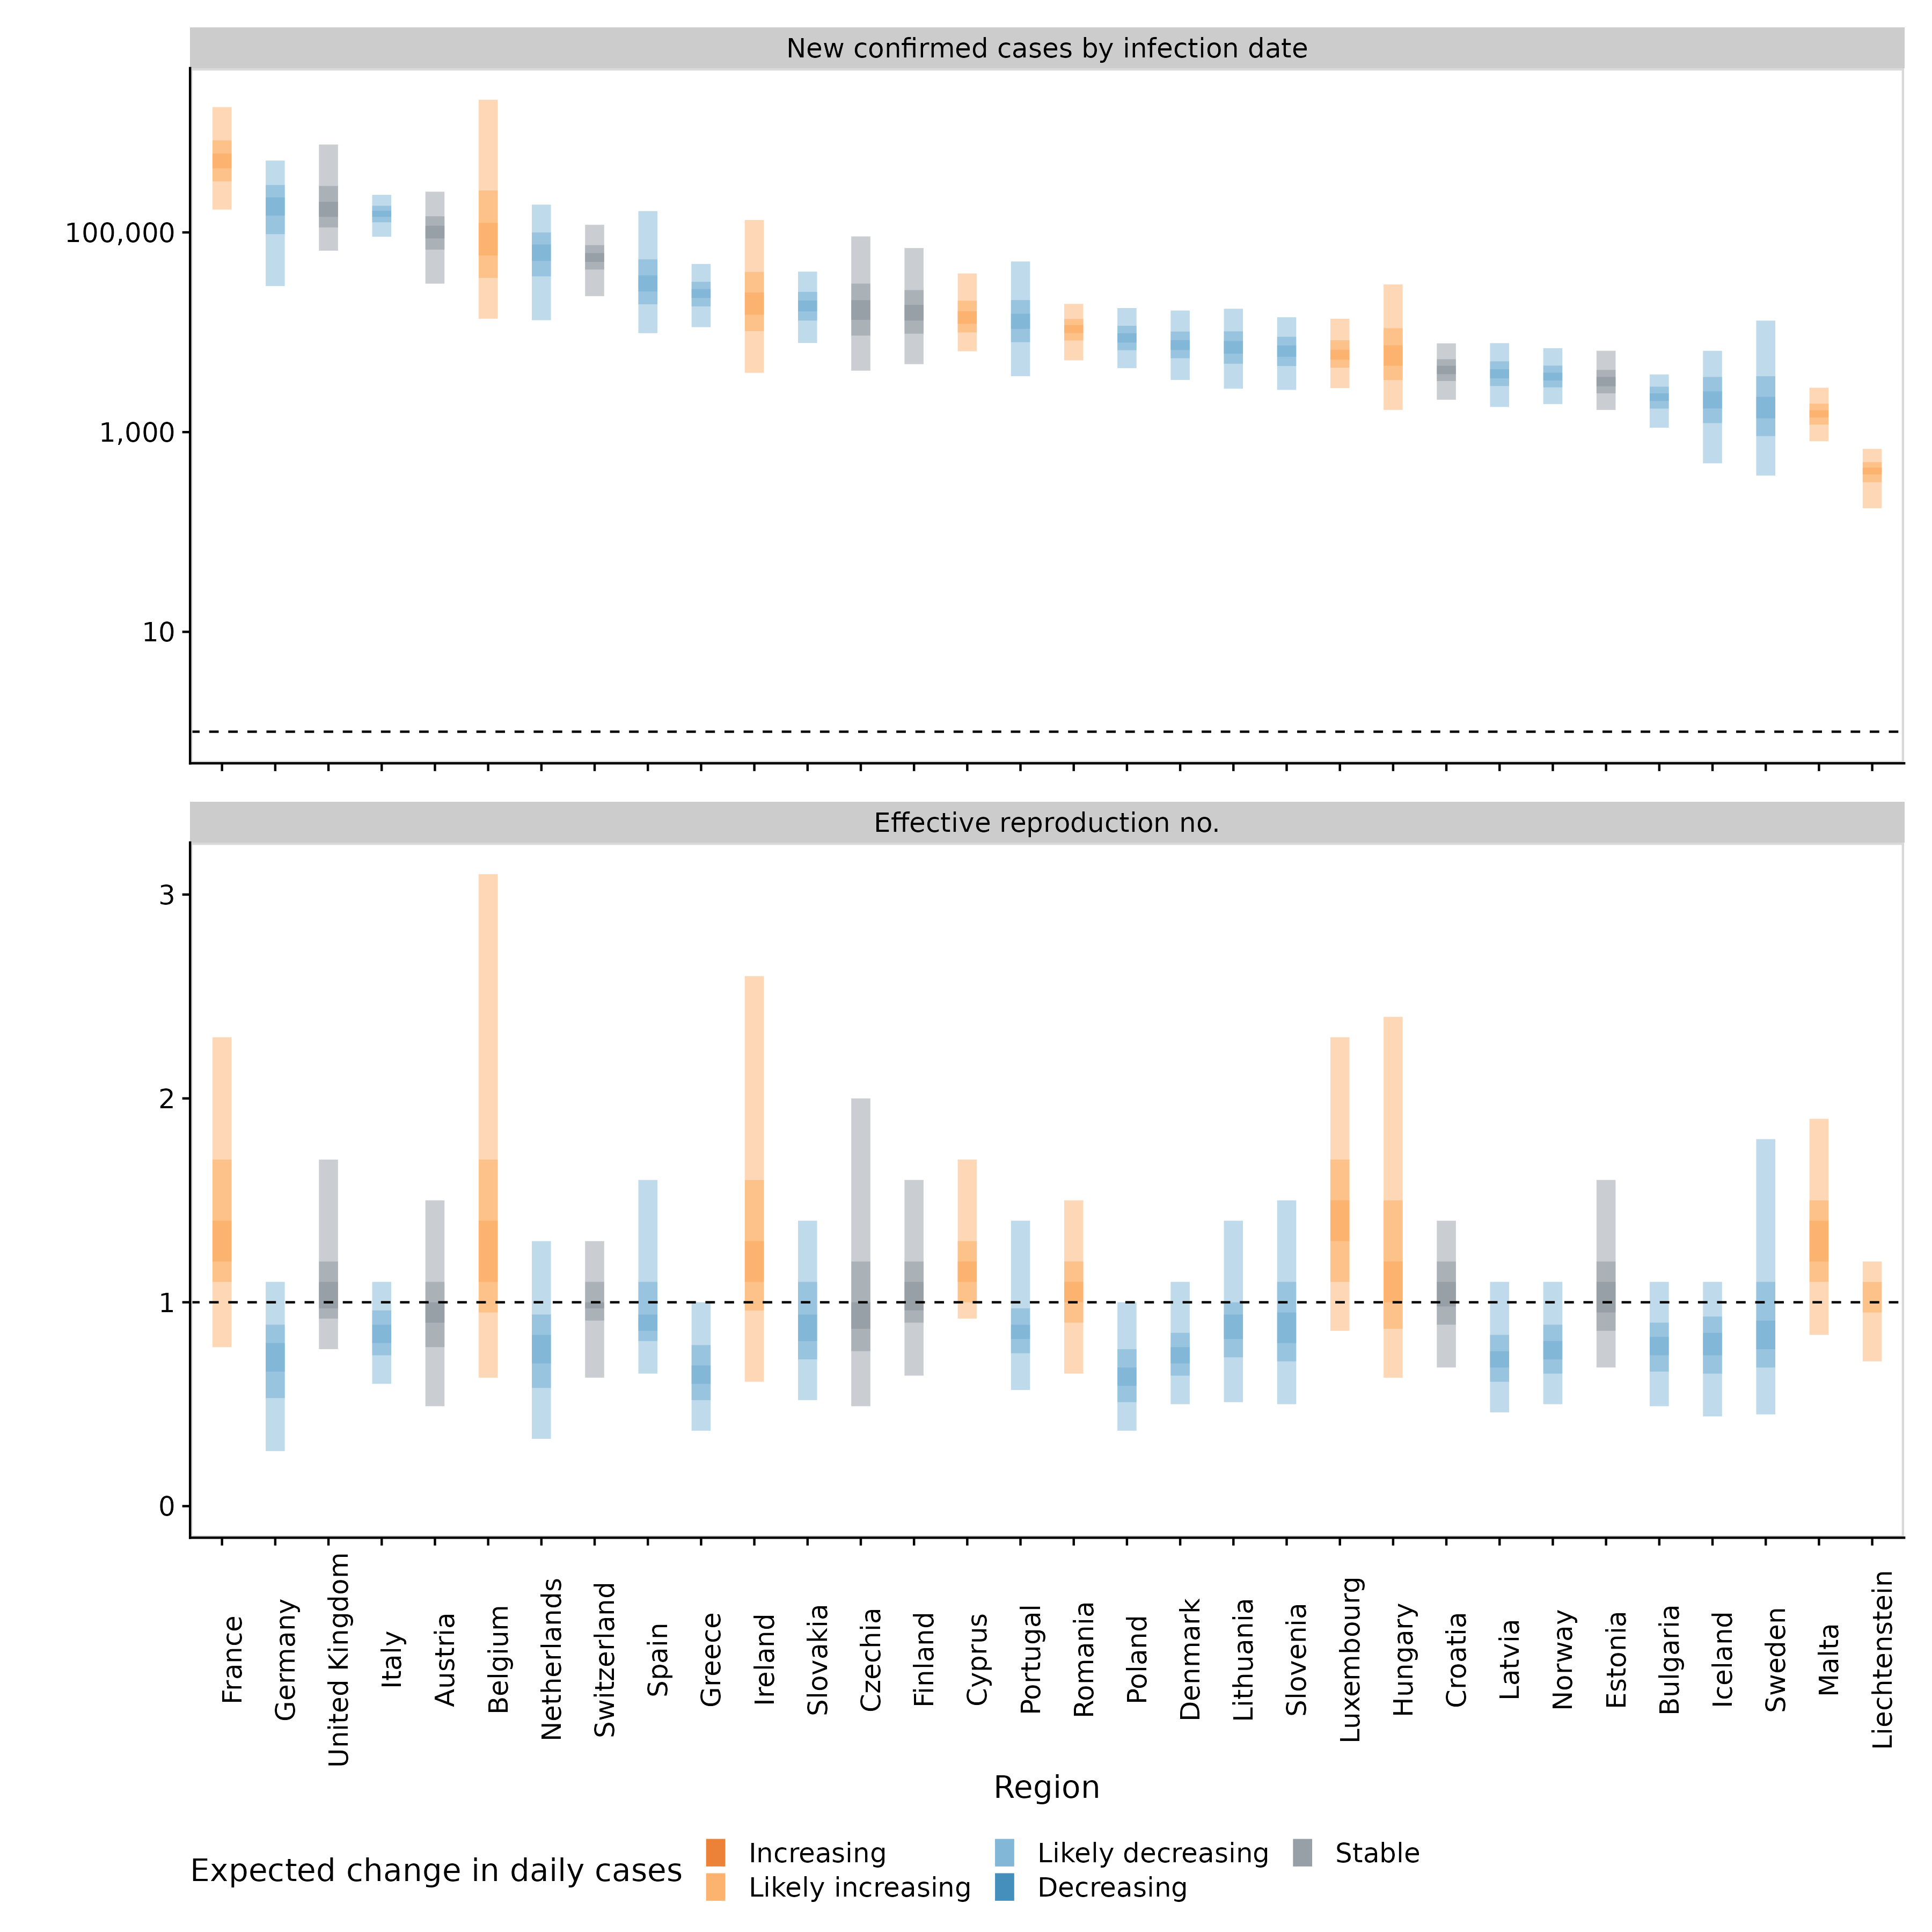 New confirmed cases by infection date
100,000
1,000
10
Effective reproduction no.
3
2
1
0
France
Germany
United Kingdom
Italy
Austria
Belgium
Netherlands
Switzerland
Spain
Greece
Ireland
Slovakia
Czechia
Finland
Cyprus
Portugal
Romania
Poland
Denmark
Lithuania
Slovenia
Luxembourg
Hungary
Croatia
Latvia
Norway
Estonia
Bulgaria
Iceland
Sweden
Malta
Liechtenstein
Region
Expected change in daily cases
Increasing
Likely increasing
Likely decreasing
Decreasing
Stable